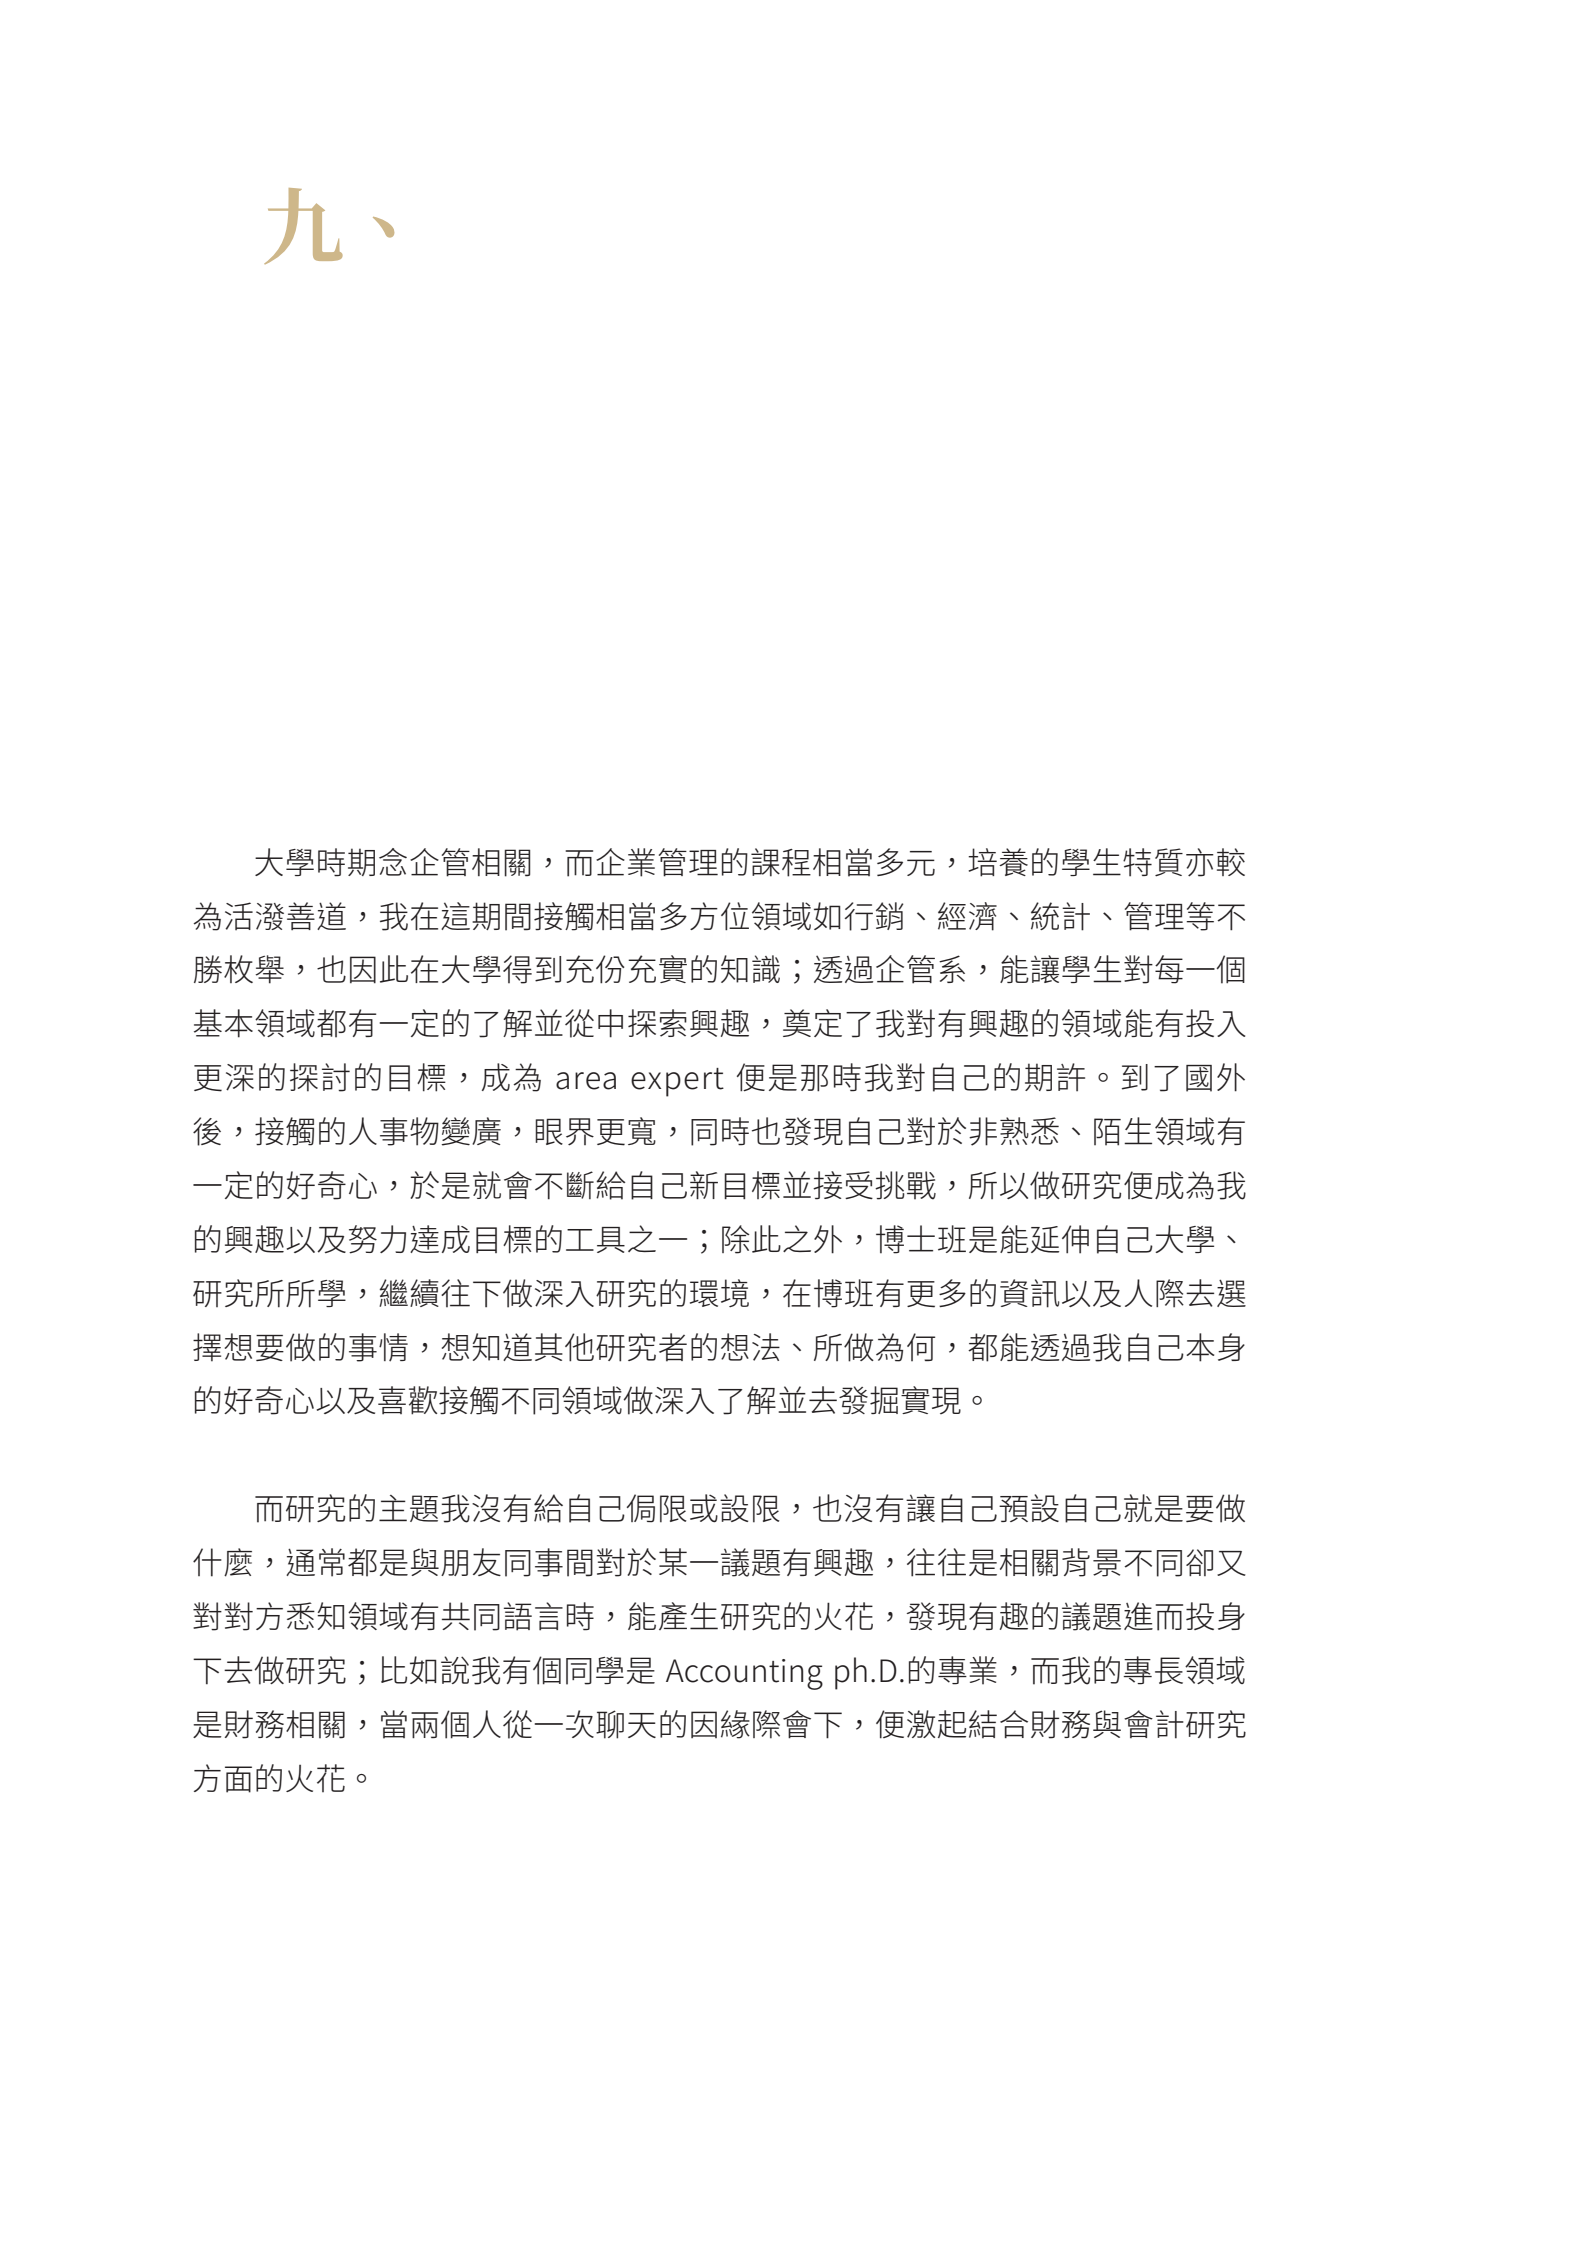 九、
大學時期念企管相關，而企業管理的課程相當多元，培養的學生特質亦較
為活潑善道，我在這期間接觸相當多方位領域如行銷、經濟、統計、管理等不
勝枚舉，也因此在大學得到充份充實的知識；透過企管系，能讓學生對每一個
基本領域都有一定的了解並從中探索興趣，奠定了我對有興趣的領域能有投入
更深的探討的目標，成為 area expert 便是那時我對自己的期許。到了國外
後，接觸的人事物變廣，眼界更寬，同時也發現自己對於非熟悉、陌生領域有
一定的好奇心，於是就會不斷給自己新目標並接受挑戰，所以做研究便成為我
的興趣以及努力達成目標的工具之一；除此之外，博士班是能延伸自己大學、
研究所所學，繼續往下做深入研究的環境，在博班有更多的資訊以及人際去選
擇想要做的事情，想知道其他研究者的想法、所做為何，都能透過我自己本身
的好奇心以及喜歡接觸不同領域做深入了解並去發掘實現。
而研究的主題我沒有給自己侷限或設限，也沒有讓自己預設自己就是要做
什麼，通常都是與朋友同事間對於某一議題有興趣，往往是相關背景不同卻又
對對方悉知領域有共同語言時，能產生研究的火花，發現有趣的議題進而投身
下去做研究；比如說我有個同學是 Accounting ph.D.的專業，而我的專長領域
是財務相關，當兩個人從一次聊天的因緣際會下，便激起結合財務與會計研究
方面的火花。